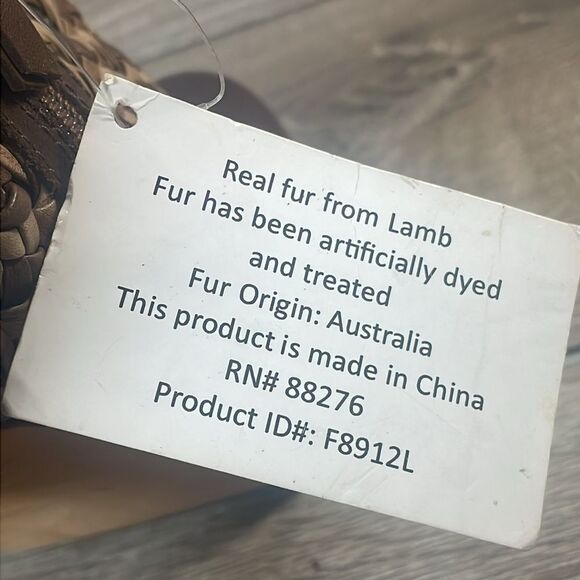 Real fur from Lamb
Fur has been artificially dyed
and treated
Fur Origin: Australia
This product is made in China
RN# 88276
Product ID#: F8912L